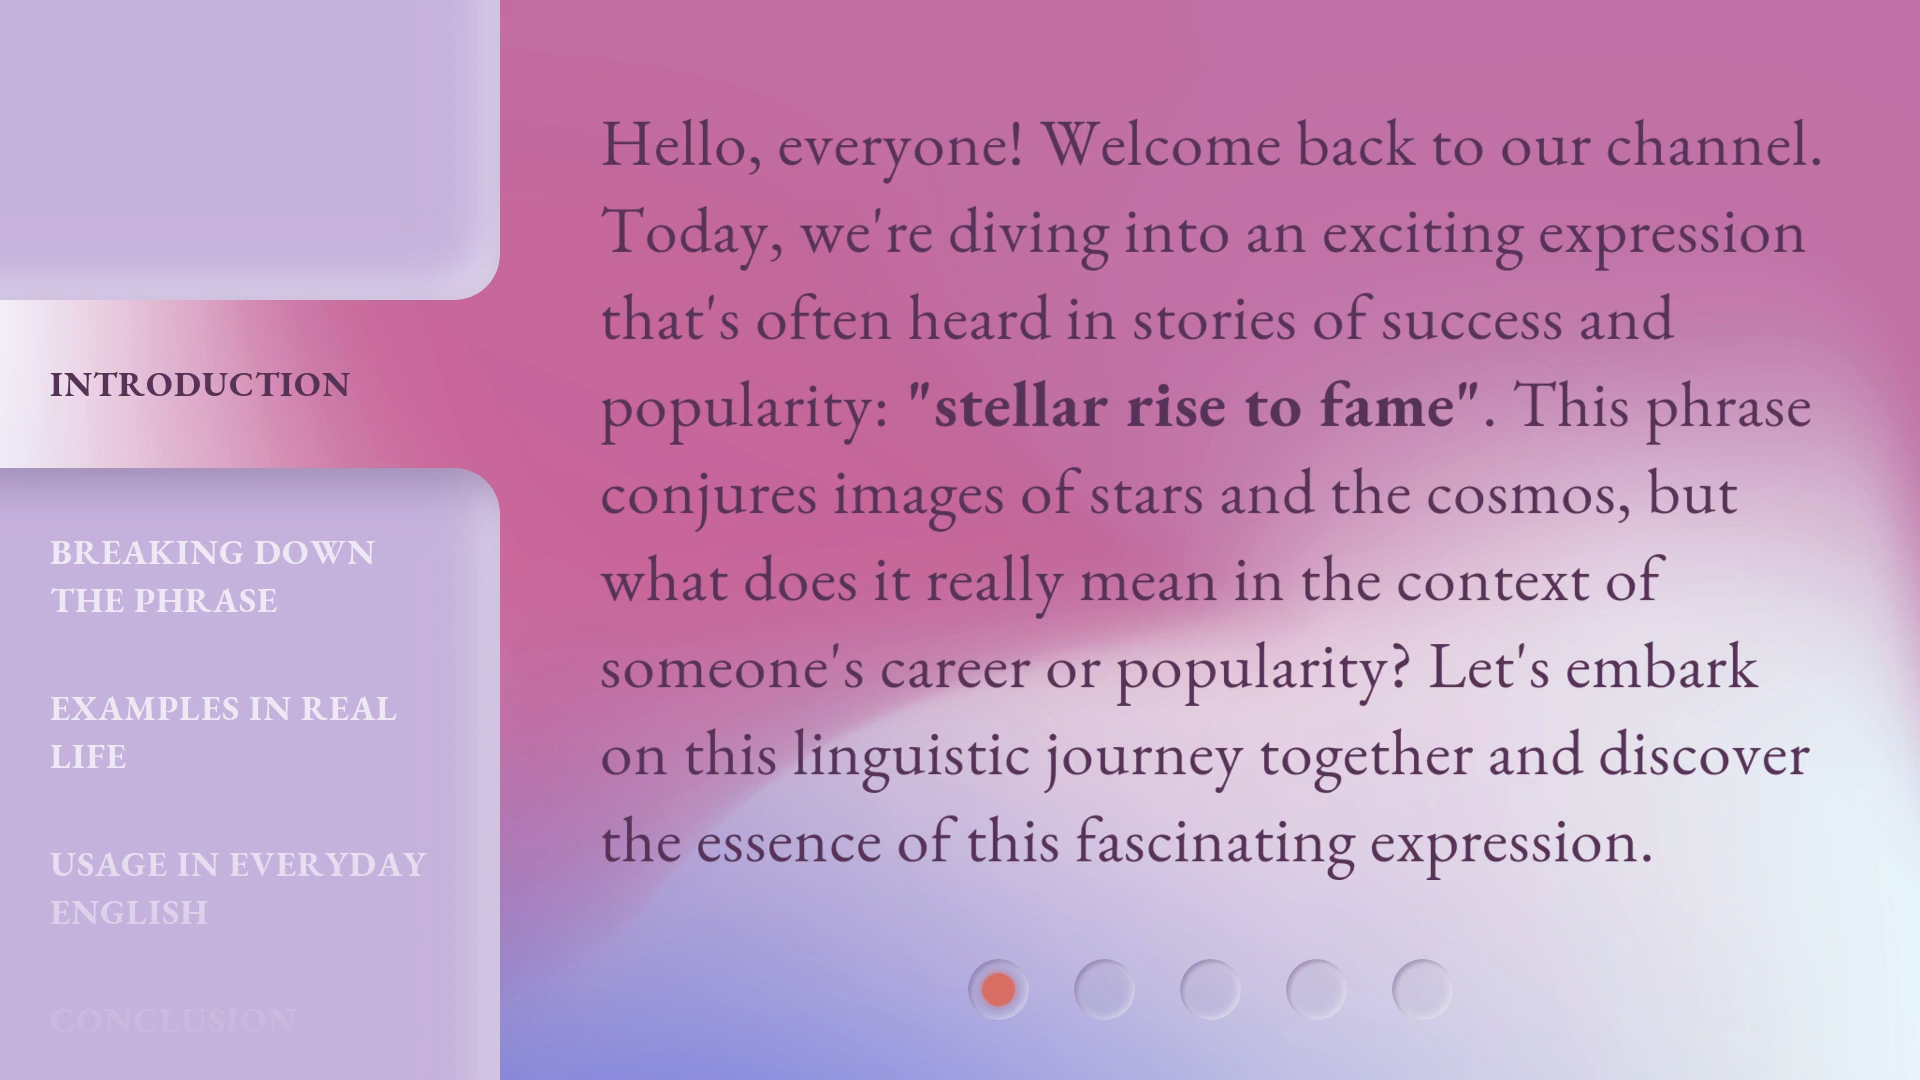 INTRODUCTION
BREAKING DOWN
THE PHRASE
EXAMPLES IN REAL
LIFE
USAGE IN EVERYDAY
ENGLISH
CONCLUSION
Hello, everyone! Welcome back to our channel.
Today, we're diving into an exciting expression
that's often heard in stories of success and
popularity: "stellar rise to fame". This phrase
conjures images of stars and the cosmos, but
what does it really mean in the context of
someone's career or popularity? Let's embark
on this linguistic journey together and discover
the essence of this fascinating expression.